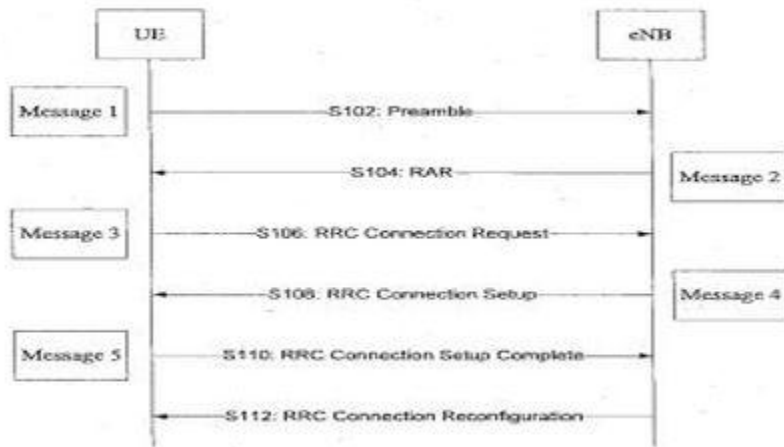 UE
eNB
Message 1
S102: Preamble
S104: RAR
Message 2
Message 3
S106: RRC Connection Request
S108: RRC Connection Setup
Message 4
Message 5
S110: RRC Connection Setup Complete
S112: RRC Connection Reconfiguration